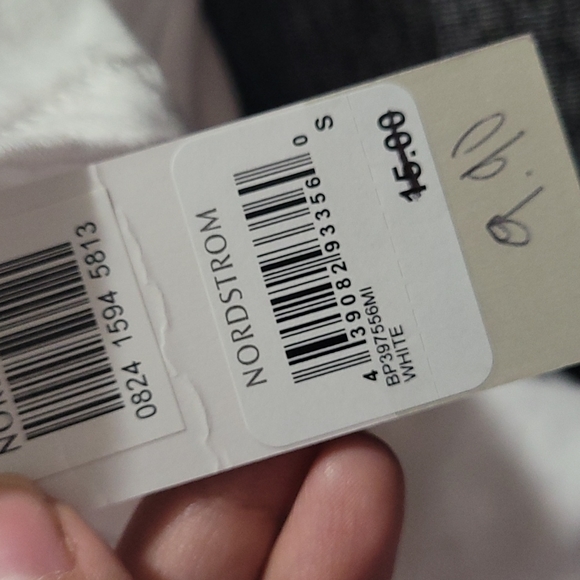 NORDSTROM
4 39082 93356 0
S
BP397556MI
WHITE
15.00
0824 1594 5813